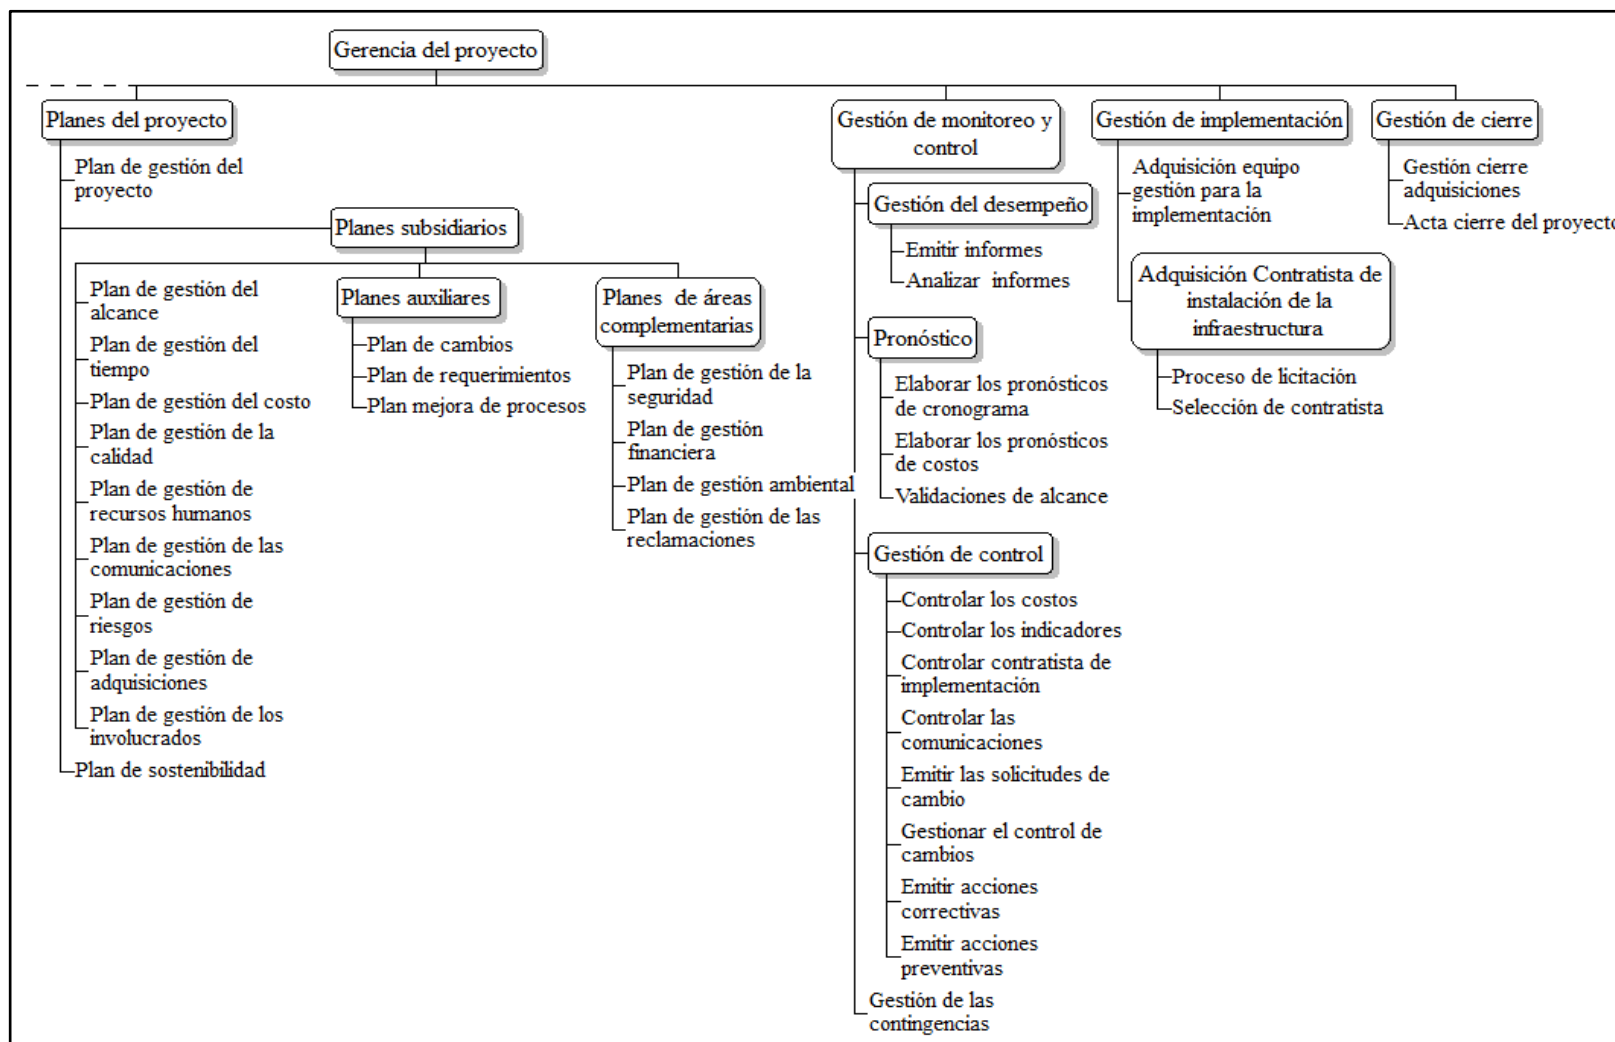 Gerencia del proyecto
Planes del proyecto
Plan de gestión del
proyecto
Planes subsidiarios
Plan de gestión del
alcance
Plan de gestión del
tiempo
Plan de gestión del costo
Plan de gestión de la
calidad
Plan de gestión de
recursos humanos
Plan de gestión de las
comunicaciones
Plan de gestión de
riesgos
Plan de gestión de
adquisiciones
Plan de gestión de los
involucrados
Planes auxiliares
Plan de cambios
Plan de requerimientos
Plan mejora de procesos
Planes de áreas
complementarias
Plan de gestión de la
seguridad
Plan de gestión
financiera
Plan de gestión ambiental
Plan de gestión de las
reclamaciones
Plan de sostenibilidad
Gestión de monitoreo y
control
Gestión del desempeño
Emitir informes
Analizar informes
Pronóstico
Elaborar los pronósticos
de cronograma
Elaborar los pronósticos
de costos
Validaciones de alcance
Gestión de control
Controlar los costos
Controlar los indicadores
Controlar contratista de
implementación
Controlar las
comunicaciones
Emitir las solicitudes de
cambio
Gestionar el control de
cambios
Emitir acciones
correctivas
Emitir acciones
preventivas
Gestión de las
contingencias
Gestión de implementación
Adquisición equipo
gestión para la
implementación
Adquisición Contratista de
instalación de la
infraestructura
Proceso de licitación
Selección de contratista
Gestión de cierre
Gestión cierre
adquisiciones
Acta cierre del proyecto